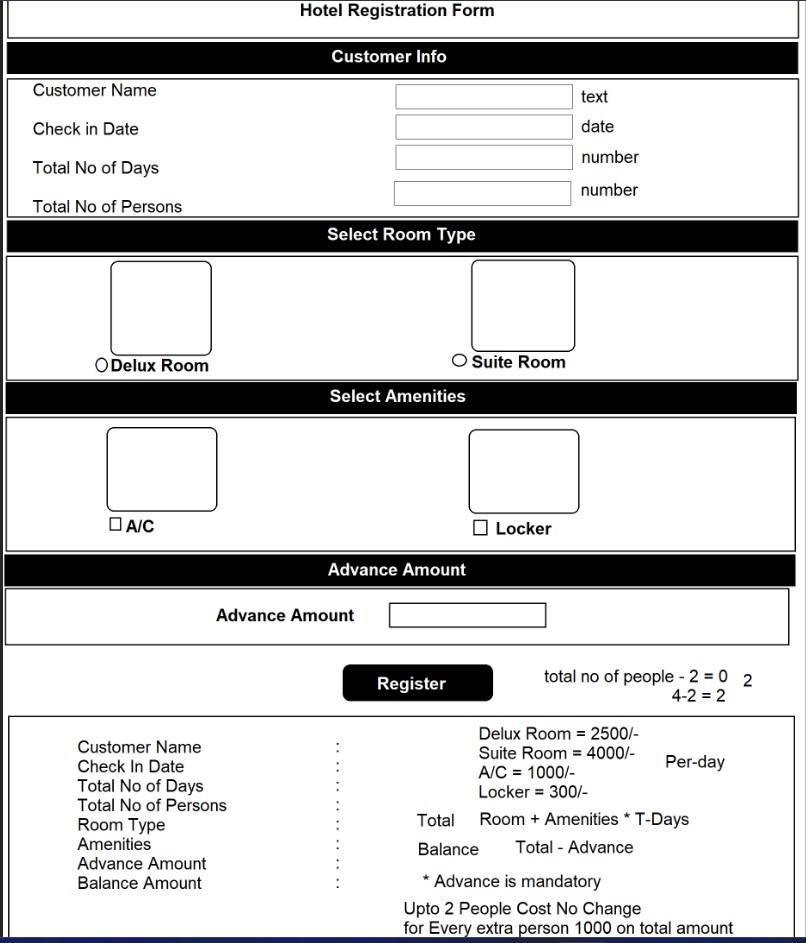 Hotel Registration Form
Customer Info
Customer Name
text
Check in Date
date
Total No of Days
number
Total No of Persons
number
Select Room Type
Delux Room
Suite Room
Select Amenities
A/C
Locker
Advance Amount
Advance Amount
Register
total no of people - 2 = 0 2
4-2 = 2
Customer Name :
Check In Date :
Total No of Days :
Total No of Persons :
Room Type :
Amenities :
Advance Amount :
Balance Amount :
Delux Room = 2500/-
Suite Room = 4000/-
A/C = 1000/-
Locker = 300/-
Per-day
Total Room + Amenities * T-Days
Balance Total - Advance
* Advance is mandatory
Upto 2 People Cost No Change
for Every extra person 1000 on total amount